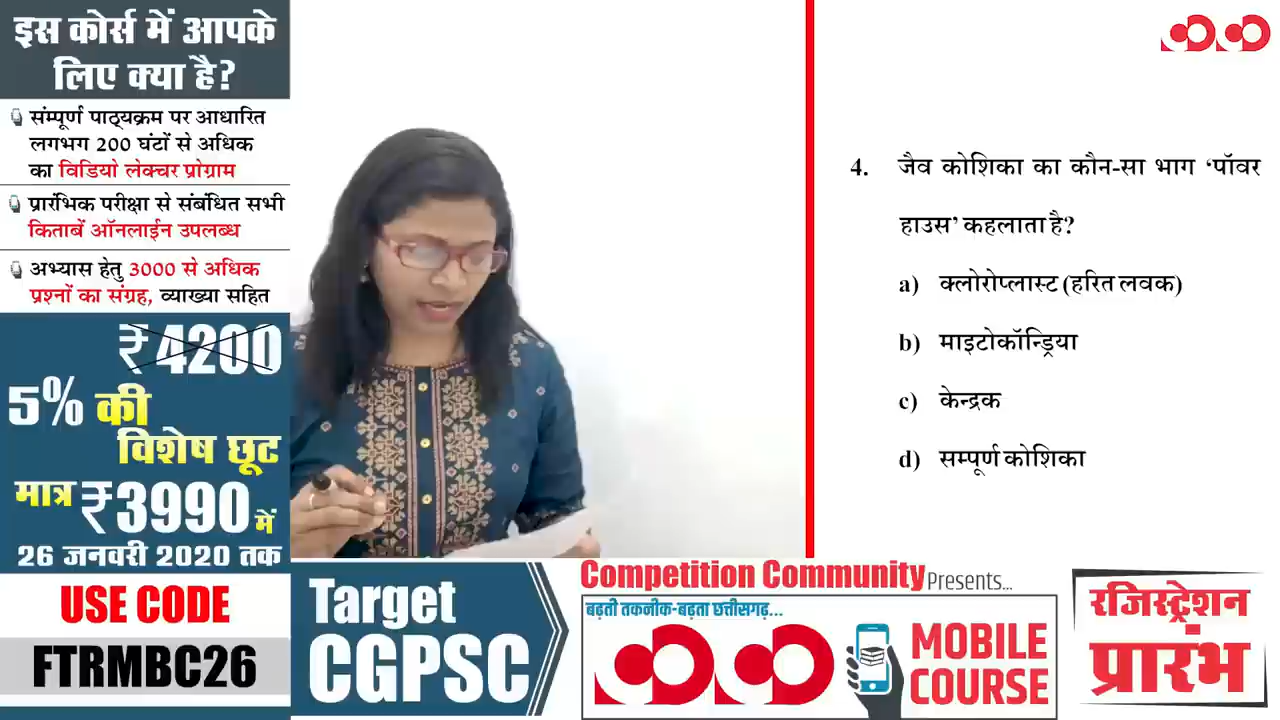 इस कोर्स में आपके
लिए क्या है?
संम्पूर्ण पाठ्यक्रम पर आधारित
लगभग 200 घंटों से अधिक
का विडियो लेक्चर प्रोग्राम
प्रारंभिक परीक्षा से संबंधित सभी
किताबें ऑनलाईन उपलब्ध
अभ्यास हेतु 3000 से अधिक
प्रश्नों का संग्रह, व्याख्या सहित
₹4200
5% की
विशेष छूट
मात्र ₹3990 में
26 जनवरी 2020 तक
USE CODE
FTRMBC26
4. जैव कोशिका का कौन-सा भाग ‘पॉवर
हाउस’ कहलाता है?
a) क्लोरोप्लास्ट (हरित लवक)
b) माइटोकॉन्ड्रिया
c) केन्द्रक
d) सम्पूर्ण कोशिका
Target
CGPSC
Competition Community Presents...
बढ़ती तकनीक-बढ़ता छत्तीसगढ़...
MOBILE
COURSE
रजिस्ट्रेशन
प्रारंभ